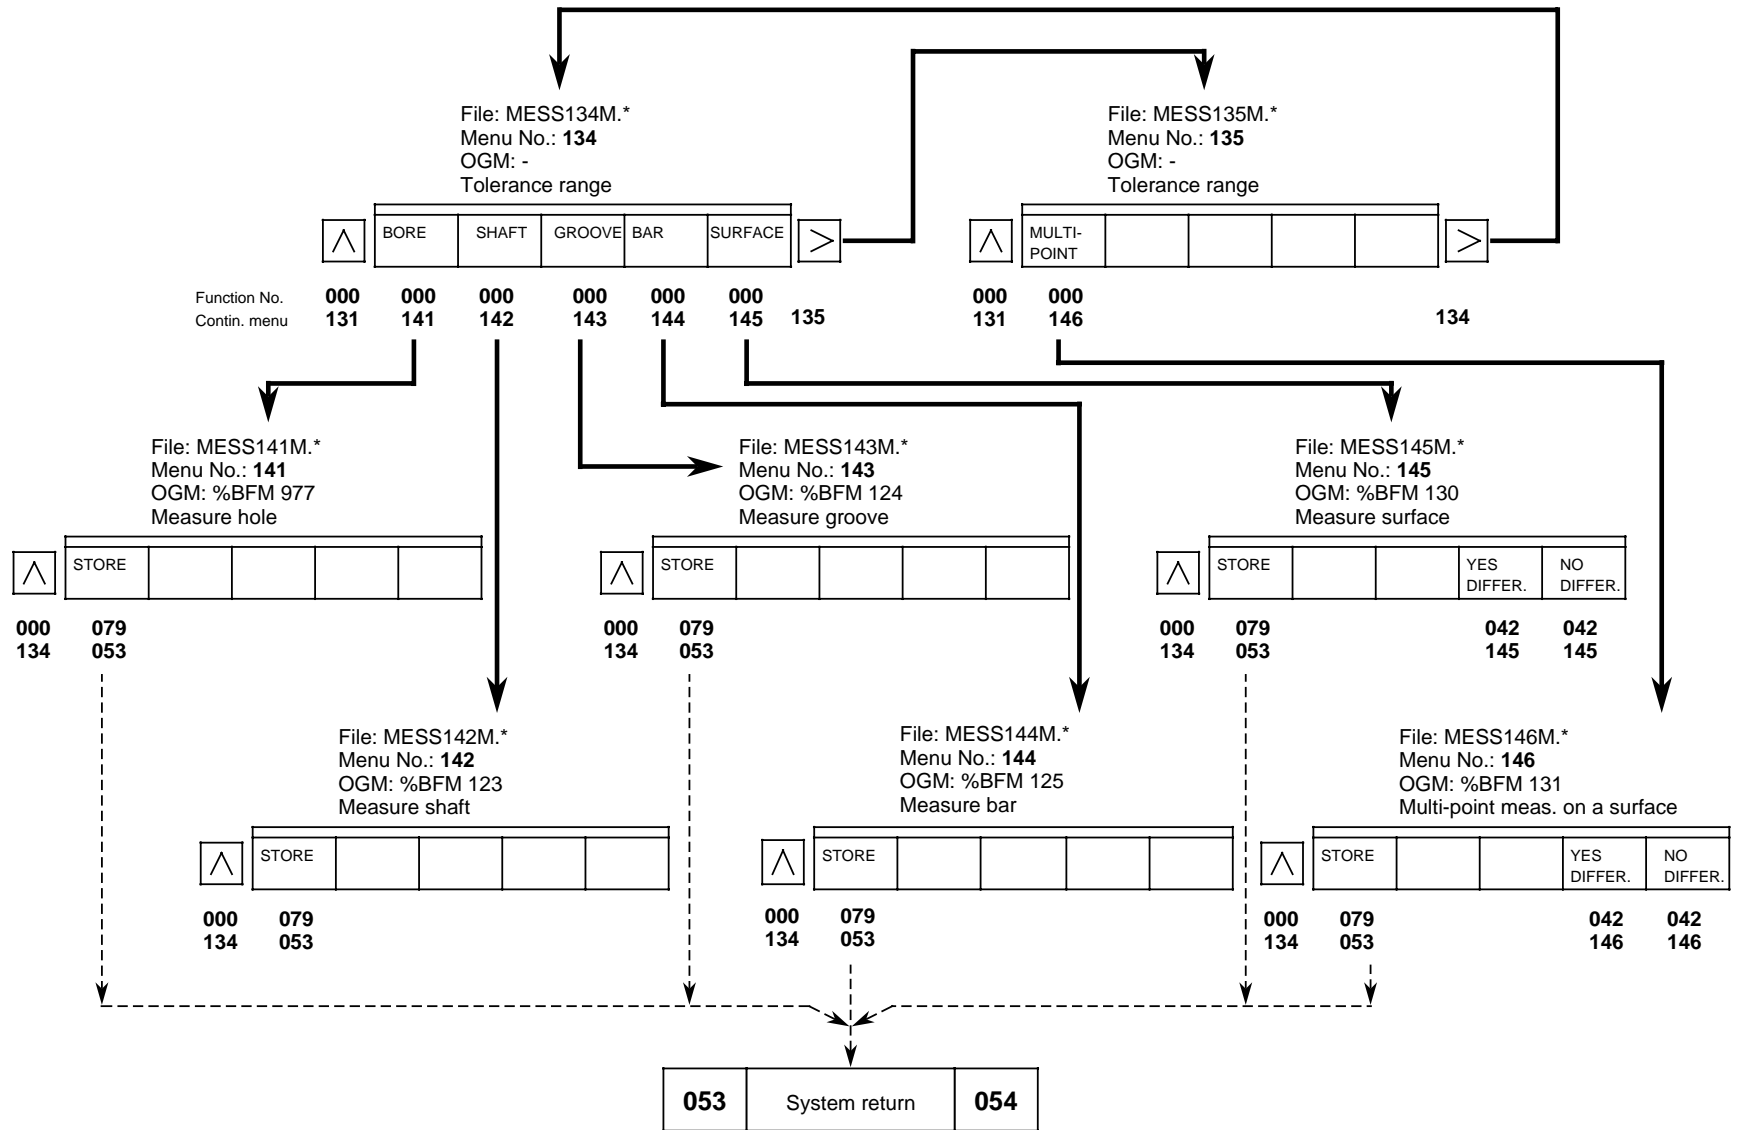 File: MESS134M.*
Menu No.: 134
OGM: -
Tolerance range
BORE SHAFT GROOVE BAR SURFACE
Function No. 000 000 000 000 000 000
Contin. menu 131 141 142 143 144 145 135
File: MESS135M.*
Menu No.: 135
OGM: -
Tolerance range
MULTI-
POINT
000 000
131 146 134
File: MESS141M.*
Menu No.: 141
OGM: %BFM 977
Measure hole
STORE
000 079
134 053
File: MESS143M.*
Menu No.: 143
OGM: %BFM 124
Measure groove
STORE
000 079
134 053
File: MESS145M.*
Menu No.: 145
OGM: %BFM 130
Measure surface
STORE YES NO
DIFFER. DIFFER.
000 079 042 042
134 053 145 145
File: MESS142M.*
Menu No.: 142
OGM: %BFM 123
Measure shaft
STORE
000 079
134 053
File: MESS144M.*
Menu No.: 144
OGM: %BFM 125
Measure bar
STORE
000 079
134 053
File: MESS146M.*
Menu No.: 146
OGM: %BFM 131
Multi-point meas. on a surface
STORE YES NO
DIFFER. DIFFER.
000 079 042 042
134 053 146 146
053 System return 054